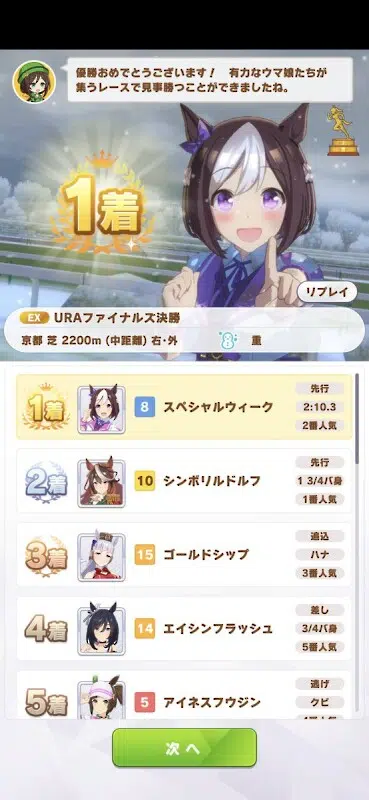 優勝おめでとうございます！　有力なウマ娘たちが
集うレースで見事勝つことができましたね。
1着
リプレイ
EX URAファイナルズ決勝
京都 芝 2200m (中距離) 右・外 重
1着 8 スペシャルウィーク 先行 2:10.3 2番人気
2着 10 シンボリルドルフ 先行 1 3/4バ身 1番人気
3着 15 ゴールドシップ 追込 ハナ 3番人気
4着 14 エイシンフラッシュ 差し 3/4バ身 5番人気
5着 5 アイネスフウジン 逃げ クビ
次へ